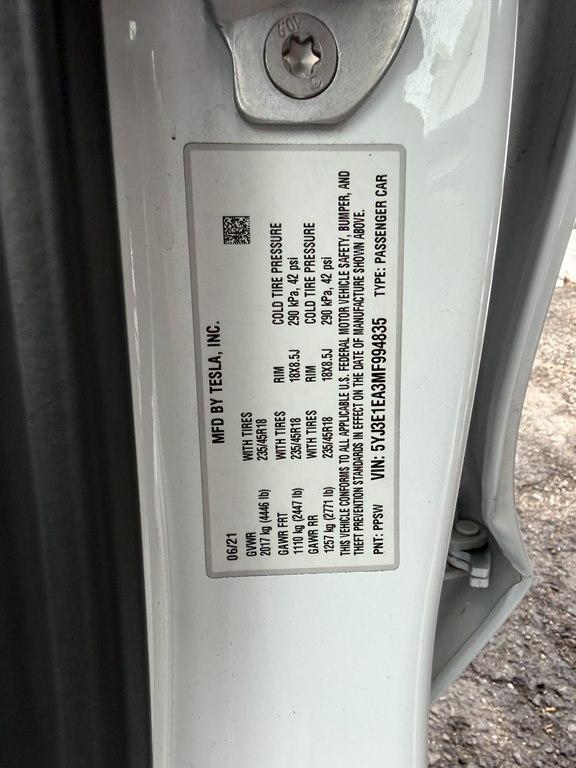 MFD BY TESLA, INC.
06/21
GVWR WITH TIRES
2017 kg (4446 lb) 235/45R18
GAWR FRT WITH TIRES RIM COLD TIRE PRESSURE
1110 kg (2447 lb) 235/45R18 18X8.5J 290 kPa, 42 psi
GAWR RR WITH TIRES RIM COLD TIRE PRESSURE
1257 kg (2771 lb) 235/45R18 18X8.5J 290 kPa, 42 psi
THIS VEHICLE CONFORMS TO ALL APPLICABLE U.S. FEDERAL MOTOR VEHICLE SAFETY, BUMPER, AND
THEFT PREVENTION STANDARDS IN EFFECT ON THE DATE OF MANUFACTURE SHOWN ABOVE.
PNT: PPSW VIN: 5YJ3E1EA3MF994835 TYPE: PASSENGER CAR